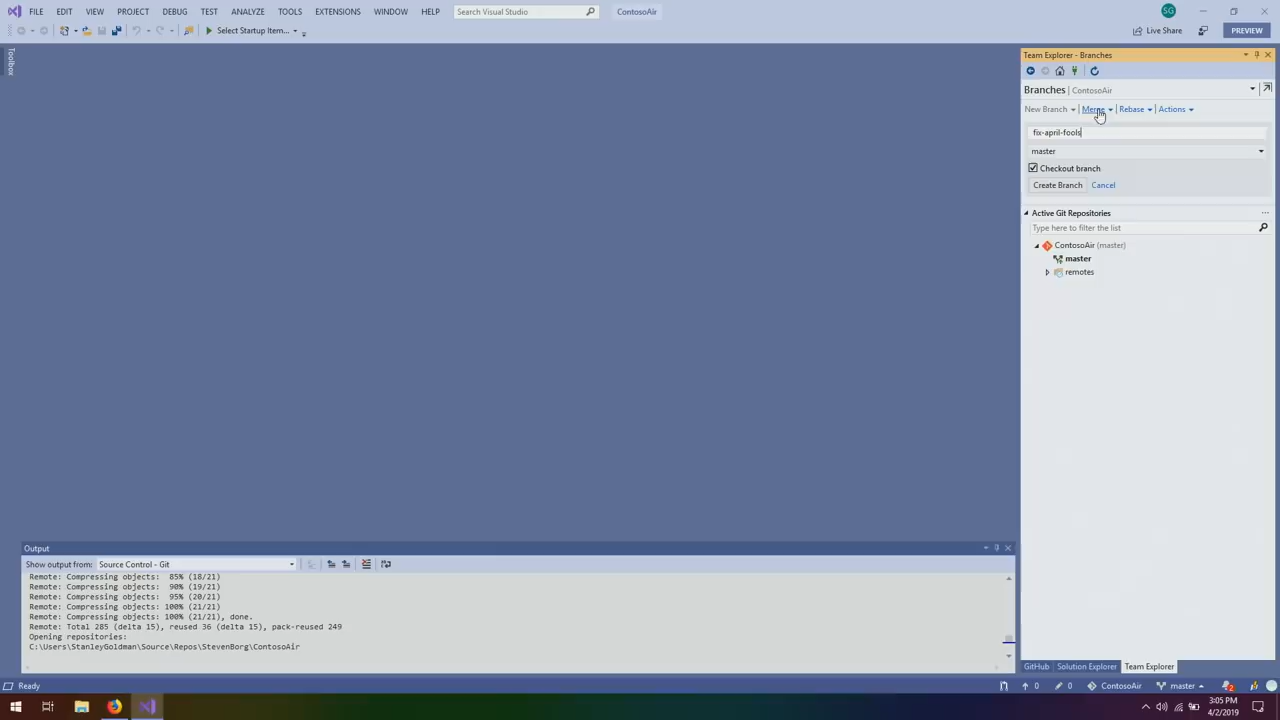 FILE EDIT VIEW PROJECT DEBUG TEST ANALYZE TOOLS EXTENSIONS WINDOW HELP Search Visual Studio ContosoAir SG
Select Startup Item... Live Share PREVIEW
Toolbox
Team Explorer - Branches
Branches | ContosoAir
New Branch | Merge | Rebase | Actions
fix-april-fools
master
Checkout branch
Create Branch Cancel
Active Git Repositories
Type here to filter the list
ContosoAir (master)
master
remotes
Output
Show output from: Source Control - Git
Remote: Compressing objects: 85% (18/21)
Remote: Compressing objects: 90% (19/21)
Remote: Compressing objects: 95% (20/21)
Remote: Compressing objects: 100% (21/21)
Remote: Compressing objects: 100% (21/21), done.
Remote: Total 285 (delta 15), reused 36 (delta 15), pack-reused 249
Opening repositories:
C:\Users\StanleyGoldman\Source\Repos\StevenBorg\ContosoAir
GitHub Solution Explorer Team Explorer
Ready 0 0 ContosoAir master 2
3:05 PM
4/2/2019